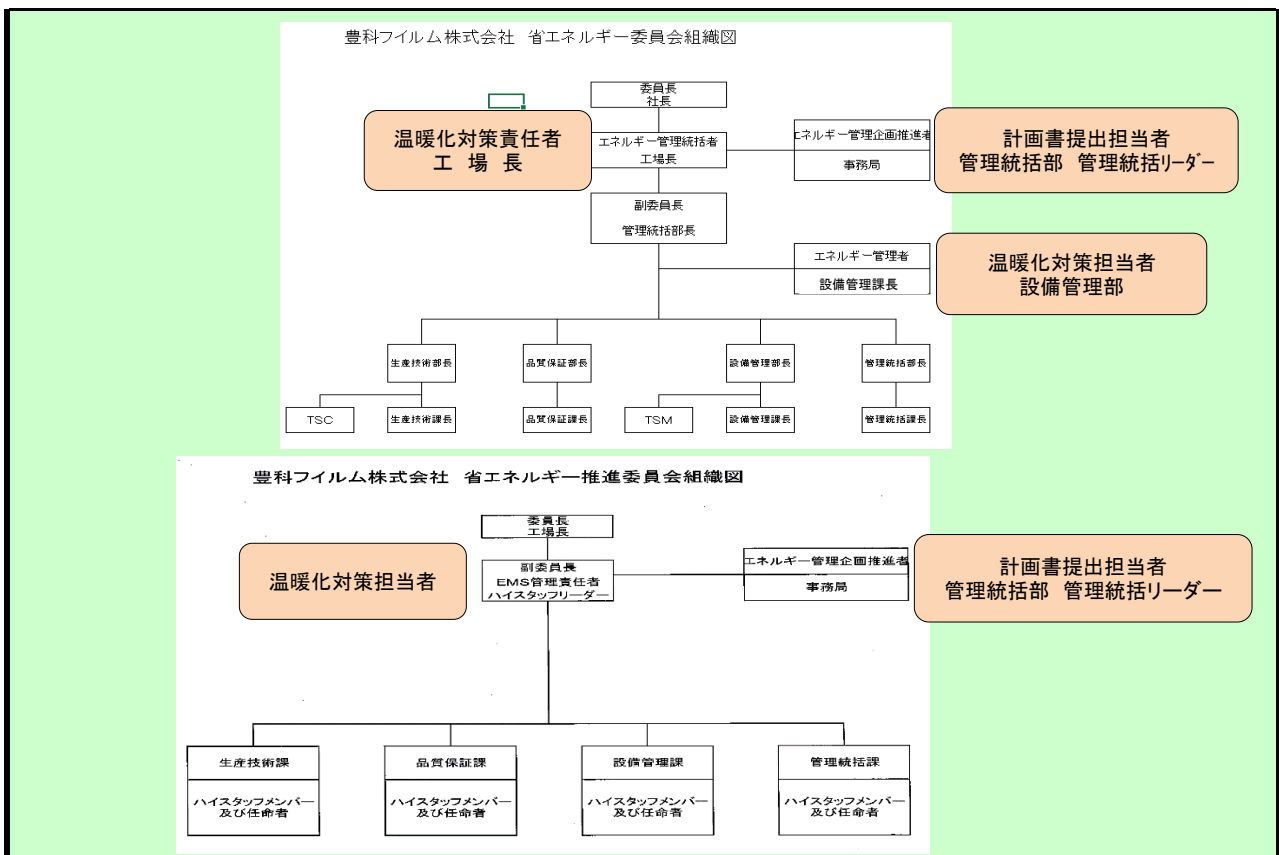 豊科フイルム株式会社 省エネルギー委員会組織図
委員長
社長
温暖化対策責任者
工 場 長
エネルギー管理統括者
工場長
エネルギー管理企画推進者
事務局
計画書提出担当者
管理統括部 管理統括リーダー
副委員長
管理統括部長
エネルギー管理者
設備管理課長
温暖化対策担当者
設備管理部
生産技術部長
品質保証部長
設備管理部長
管理統括部長
TSC
生産技術課長
品質保証課長
TSM
設備管理課長
管理統括課長
豊科フイルム株式会社 省エネルギー推進委員会組織図
委員長
工場長
温暖化対策担当者
副委員長
EMS管理責任者
ハイスタッフリーダー
エネルギー管理企画推進者
事務局
計画書提出担当者
管理統括部 管理統括リーダー
生産技術課
ハイスタッフメンバー
及び任命者
品質保証課
ハイスタッフメンバー
及び任命者
設備管理課
ハイスタッフメンバー
及び任命者
管理統括課
ハイスタッフメンバー
及び任命者